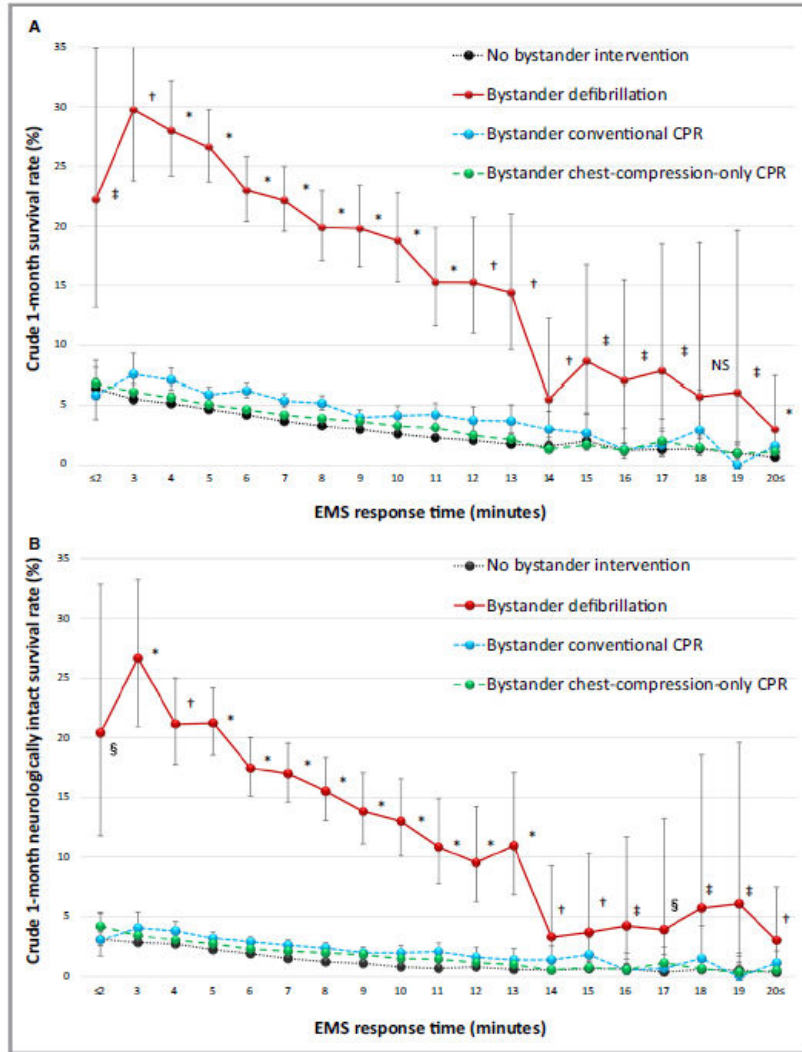 A
Crude 1-month survival rate (%)
35
30
25
20
15
10
5
0
No bystander intervention
Bystander defibrillation
Bystander conventional CPR
Bystander chest-compression-only CPR
‡ † * * * * * * * * † † † ‡ ‡ ‡ NS ‡ *
≤2 3 4 5 6 7 8 9 10 11 12 13 14 15 16 17 18 19 20≤
EMS response time (minutes)
B
Crude 1-month neurologically intact survival rate (%)
35
30
25
20
15
10
5
0
No bystander intervention
Bystander defibrillation
Bystander conventional CPR
Bystander chest-compression-only CPR
§ * † * * * * * * * * * † † ‡ § ‡ ‡ †
≤2 3 4 5 6 7 8 9 10 11 12 13 14 15 16 17 18 19 20≤
EMS response time (minutes)